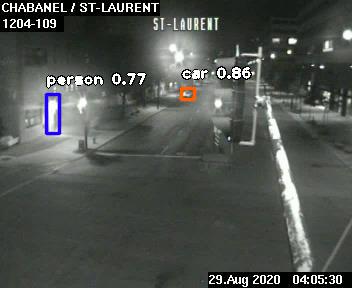 CHABANEL / ST-LAURENT
1204-109
ST-LAURENT
person 0.77
car 0.86
29.Aug 2020 04:05:30